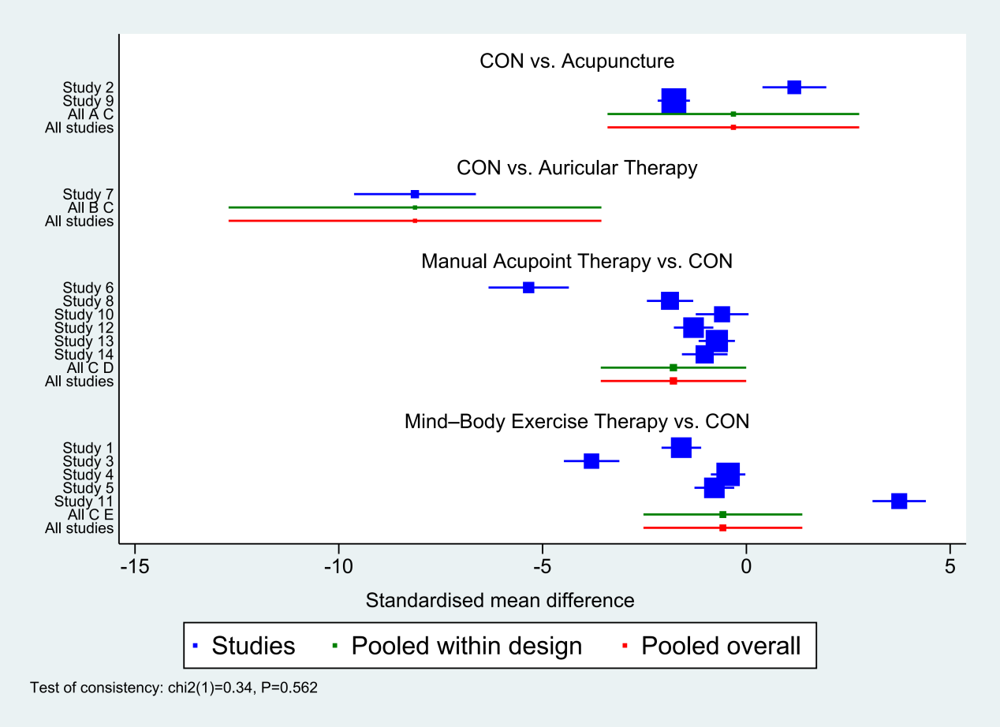 CON vs. Acupuncture
Study 2
Study 9
All A C
All studies
CON vs. Auricular Therapy
Study 7
All B C
All studies
Manual Acupoint Therapy vs. CON
Study 6
Study 8
Study 10
Study 12
Study 13
Study 14
All C D
All studies
Mind–Body Exercise Therapy vs. CON
Study 1
Study 3
Study 4
Study 5
Study 11
All C E
All studies
-15 -10 -5 0 5
Standardised mean difference
Studies Pooled within design Pooled overall
Test of consistency: chi2(1)=0.34, P=0.562